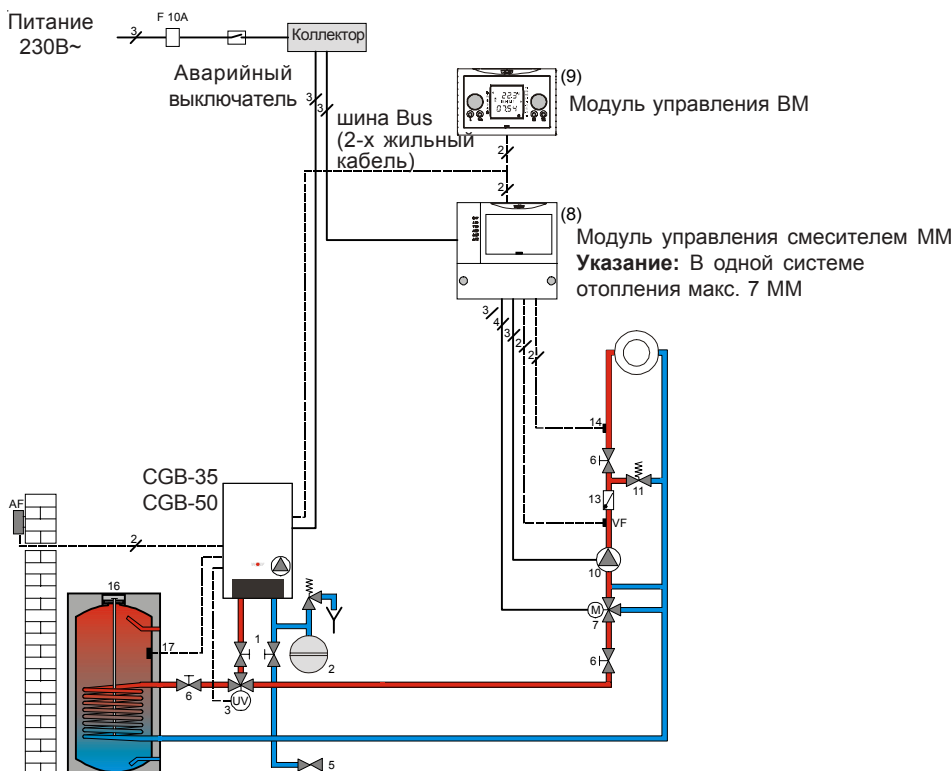 Питание
230В~
3
F 10A
Коллектор
Аварийный
выключатель
3
3
шина Bus
(2-х жильный
кабель)
(9)
Модуль управления BM
2
2
(8)
Модуль управления смесителем ММ
Указание: В одной системе
отопления макс. 7 ММ
3
4
3
2
2
14
6
11
13
VF
10
M
7
6
CGB-35
CGB-50
AF
2
16
17
1
2
6
3
UV
5